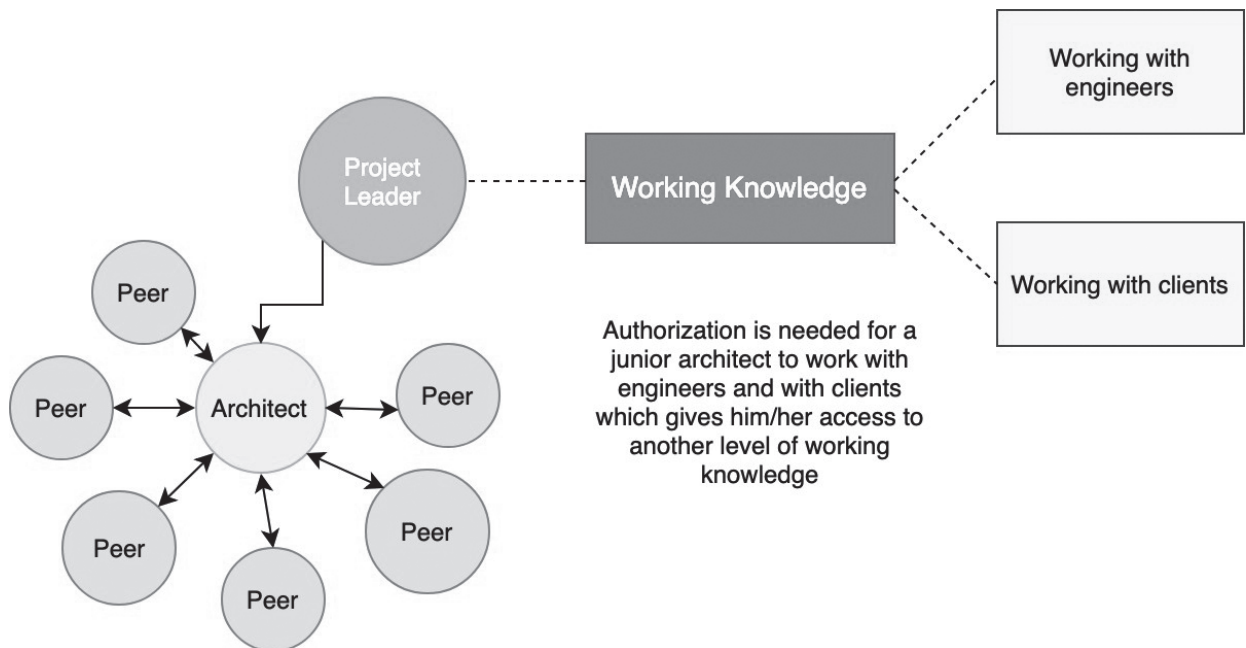 Project
Leader
Working Knowledge
Working with
engineers
Working with clients
Authorization is needed for a
junior architect to work with
engineers and with clients
which gives him/her access to
another level of working
knowledge
Peer
Peer
Architect
Peer
Peer
Peer
Peer